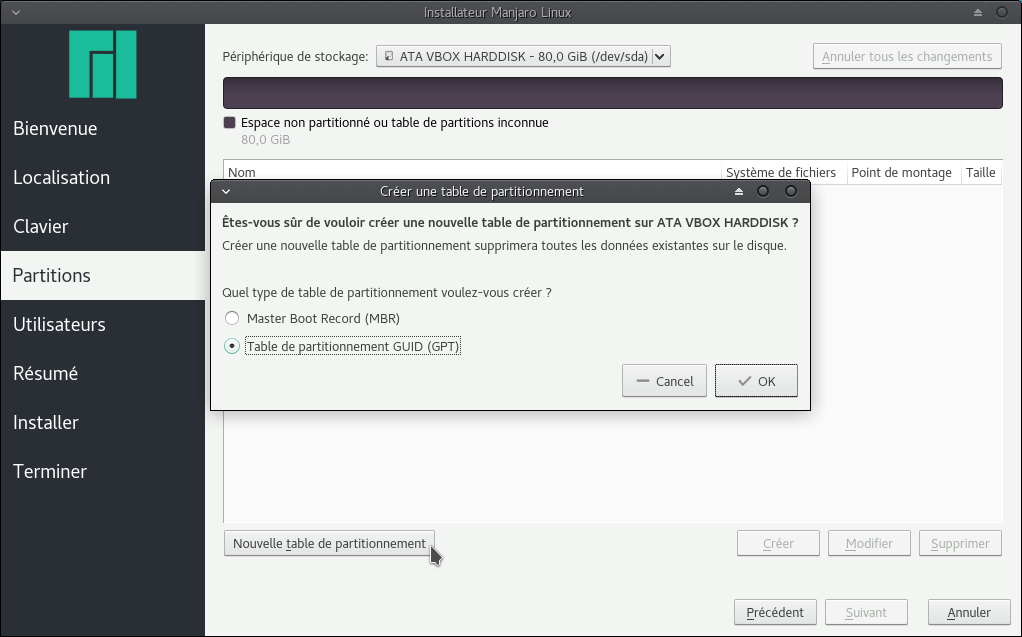 Installateur Manjaro Linux
Bienvenue
Localisation
Clavier
Partitions
Utilisateurs
Résumé
Installer
Terminer
Périphérique de stockage: ATA VBOX HARDDISK - 80,0 GiB (/dev/sda) Annuler tous les changements
Espace non partitionné ou table de partitions inconnue
80,0 GiB
Nom Système de fichiers Point de montage Taille
Créer une table de partitionnement
Êtes-vous sûr de vouloir créer une nouvelle table de partitionnement sur ATA VBOX HARDDISK ?
Créer une nouvelle table de partitionnement supprimera toutes les données existantes sur le disque.
Quel type de table de partitionnement voulez-vous créer ?
Master Boot Record (MBR)
Table de partitionnement GUID (GPT)
Cancel OK
Nouvelle table de partitionnement Créer Modifier Supprimer
Précédent Suivant Annuler